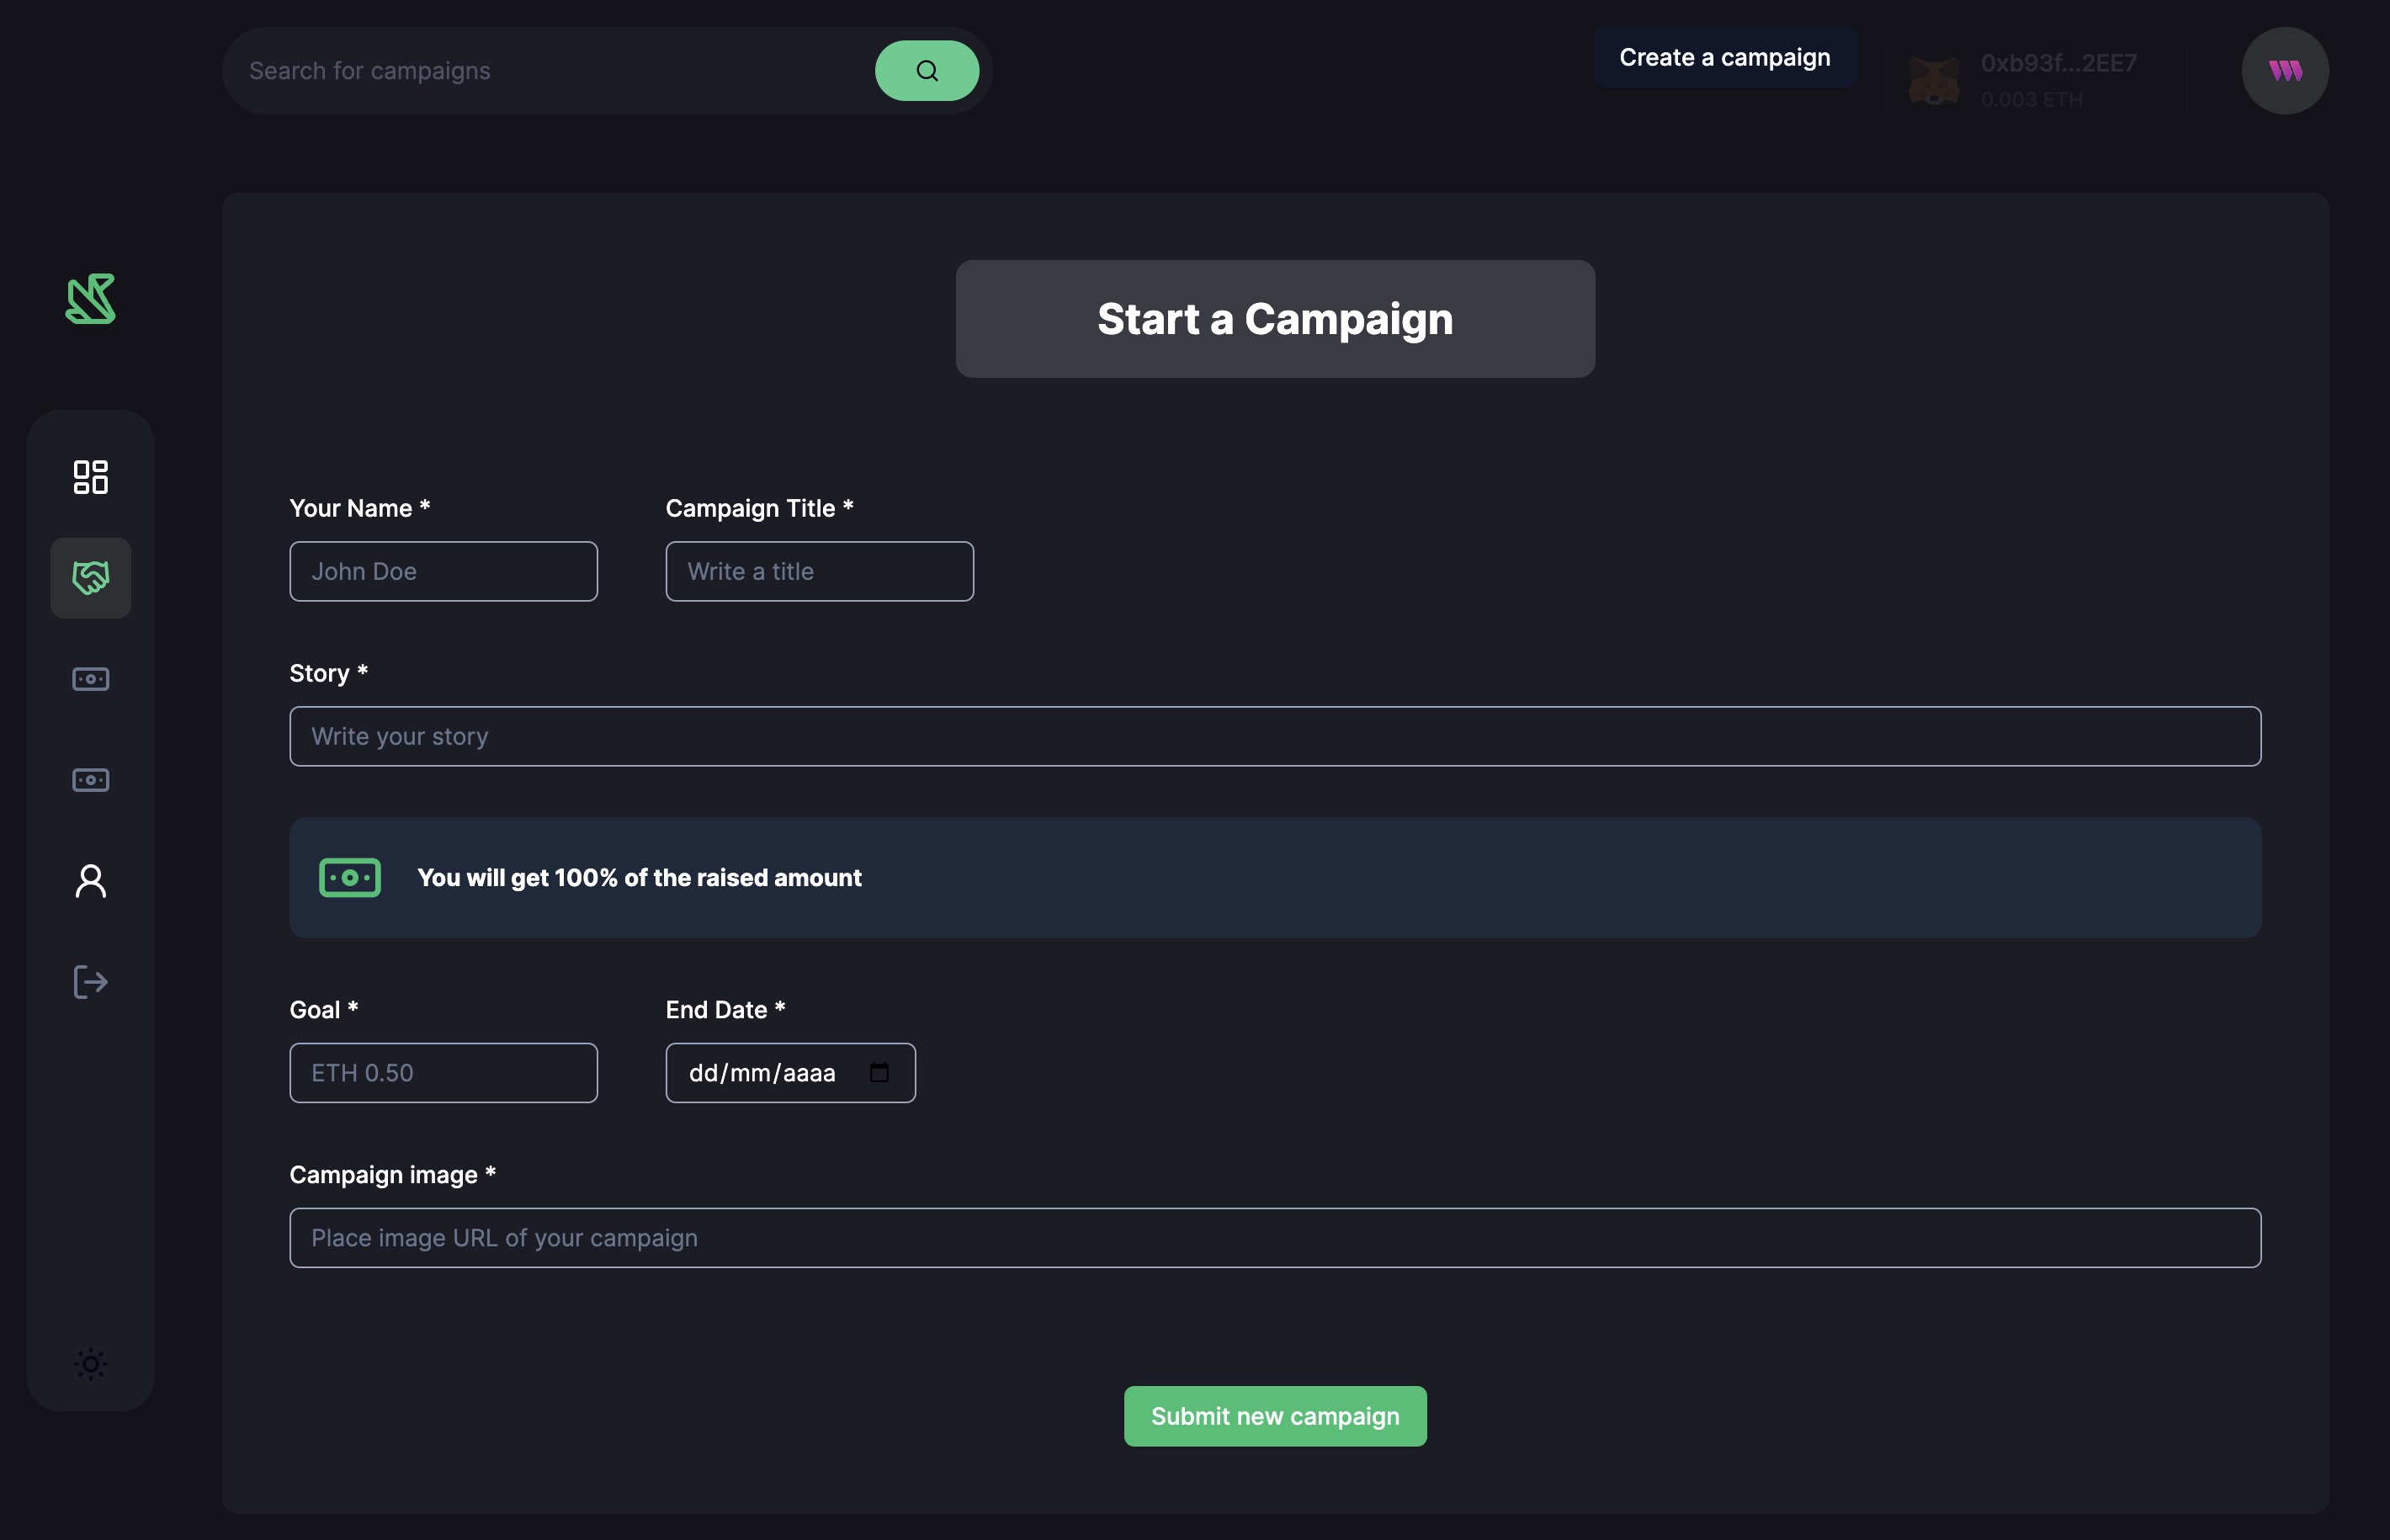 Search for campaigns
Create a campaign
0xb93f...2EE7
0.003 ETH
Start a Campaign
Your Name *
Campaign Title *
John Doe
Write a title
Story *
Write your story
You will get 100% of the raised amount
Goal *
End Date *
ETH 0.50
dd/mm/aaaa
Campaign image *
Place image URL of your campaign
Submit new campaign